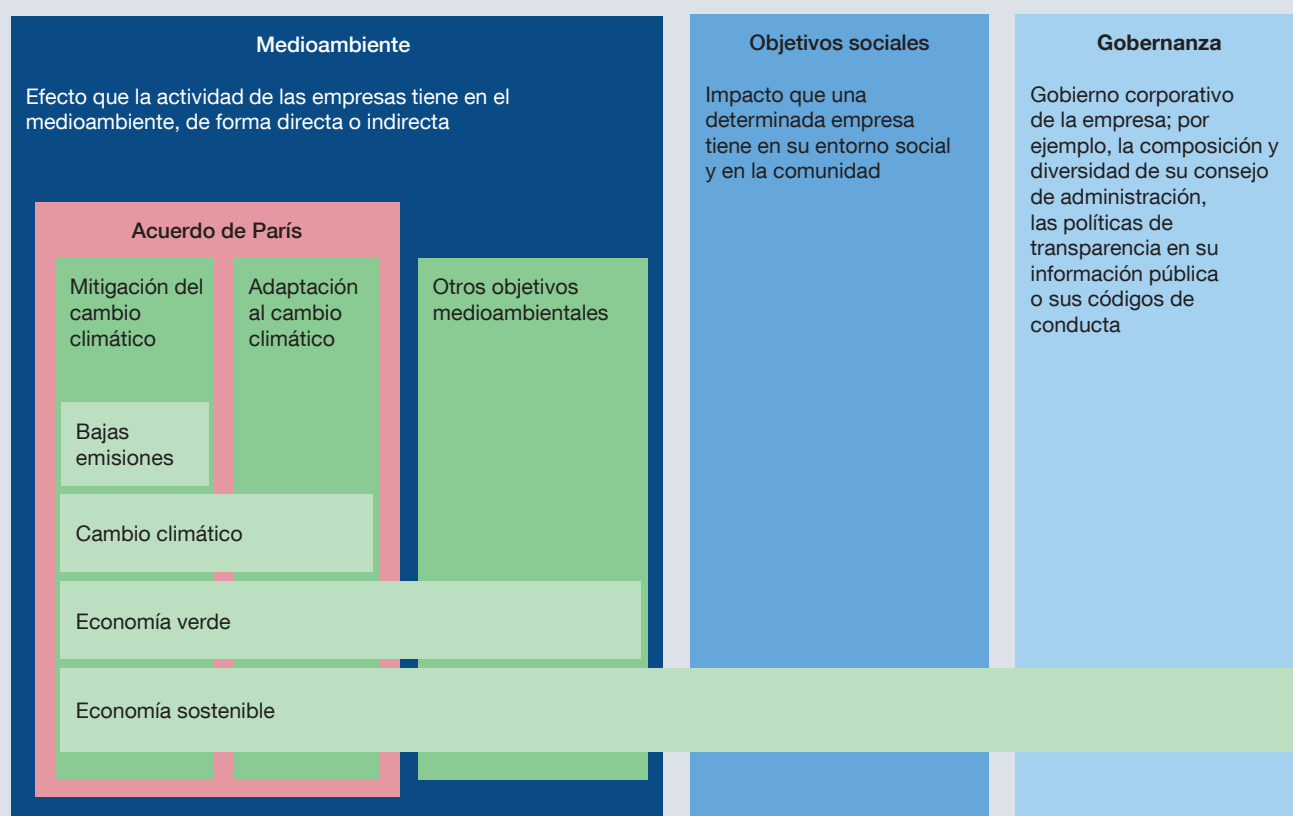 Medioambiente
Efecto que la actividad de las empresas tiene en el
medioambiente, de forma directa o indirecta
Acuerdo de París
Mitigación del
cambio
climático
Adaptación
al cambio
climático
Otros objetivos
medioambientales
Bajas
emisiones
Cambio climático
Economía verde
Economía sostenible
Objetivos sociales
Impacto que una
determinada empresa
tiene en su entorno social
y en la comunidad
Gobernanza
Gobierno corporativo
de la empresa; por
ejemplo, la composición y
diversidad de su consejo
de administración,
las políticas de
transparencia en su
información pública
o sus códigos de
conducta